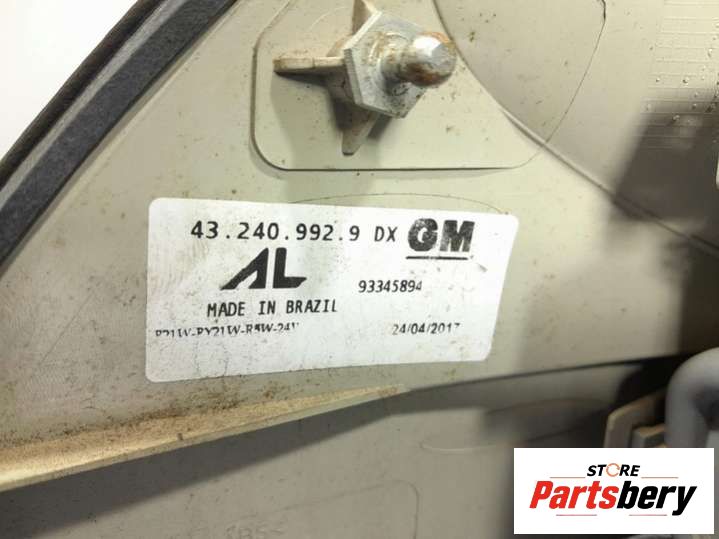 43.240.992.9 DX GM
AL 93345894
MADE IN BRAZIL
24/04/2017
STORE
Partsbery